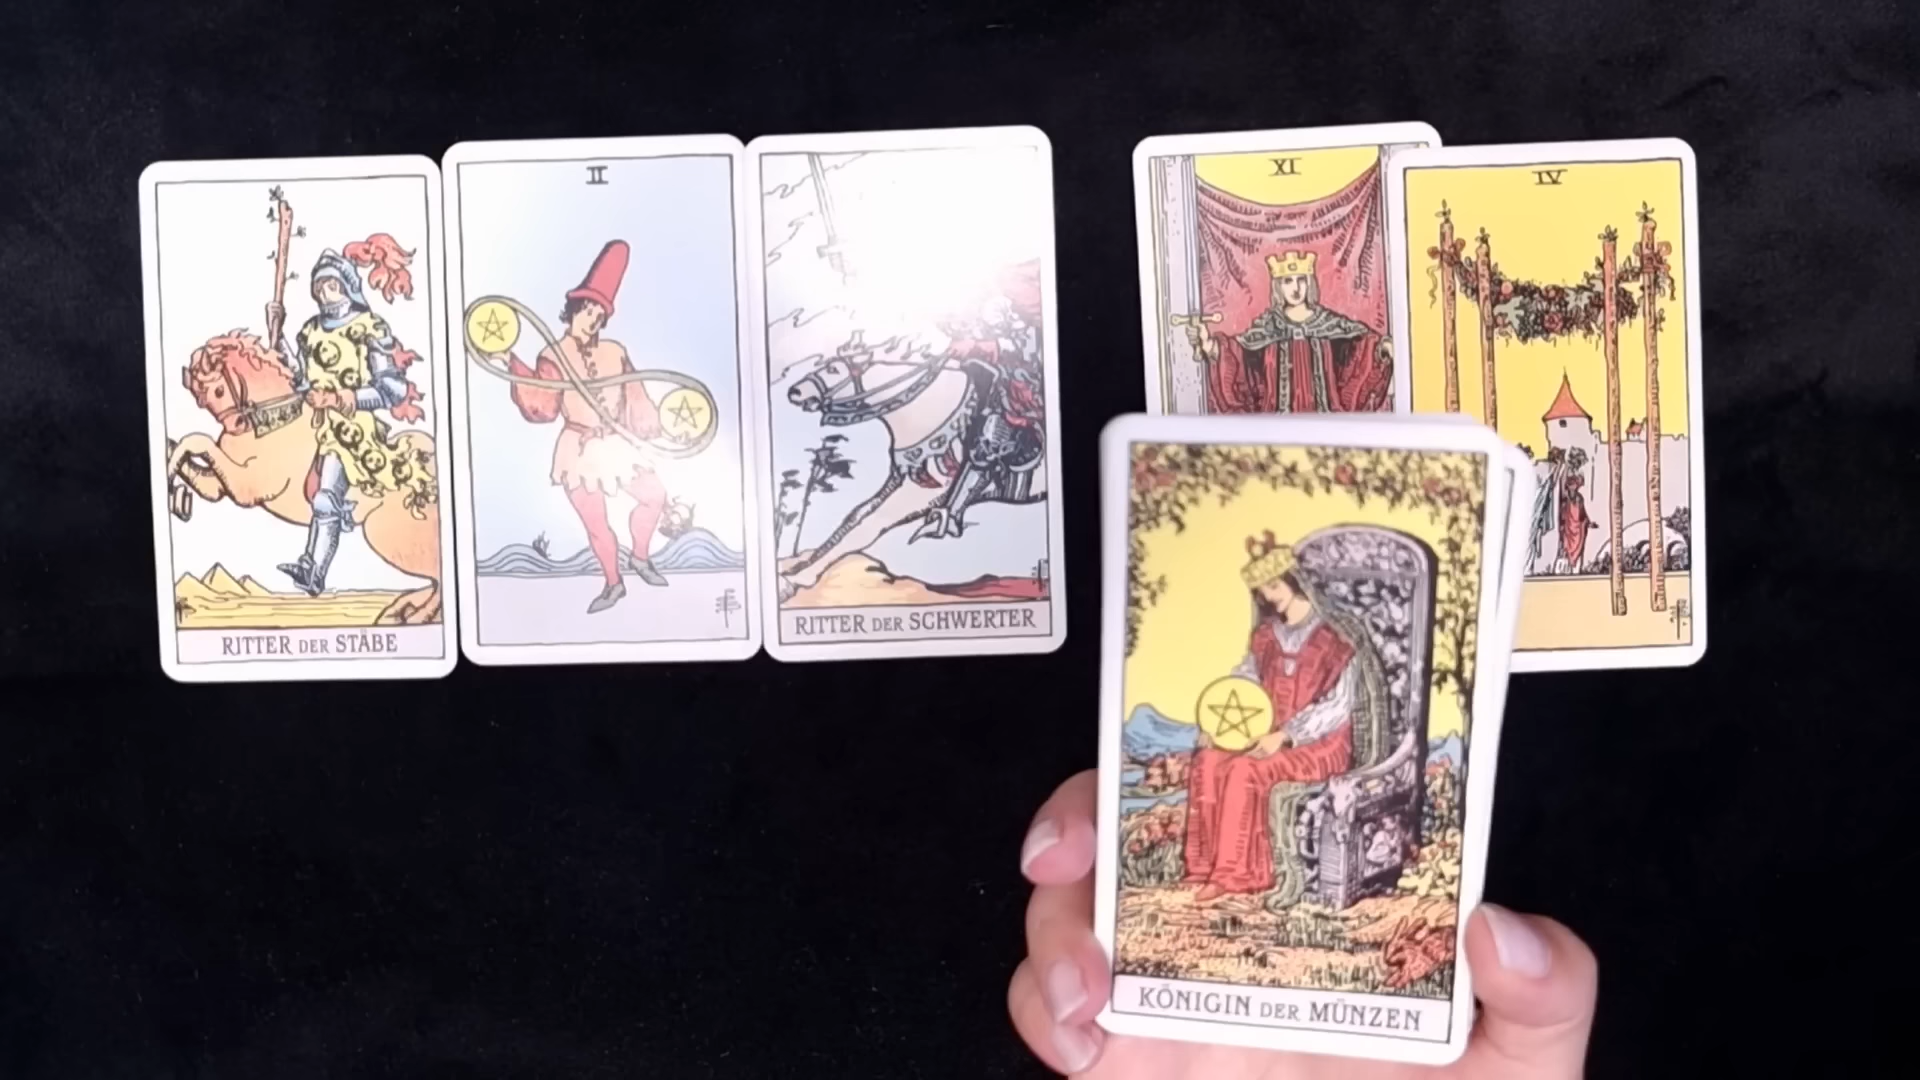 II
XI
IV
RITTER DER STÄBE
RITTER DER SCHWERTER
KÖNIGIN DER MÜNZEN